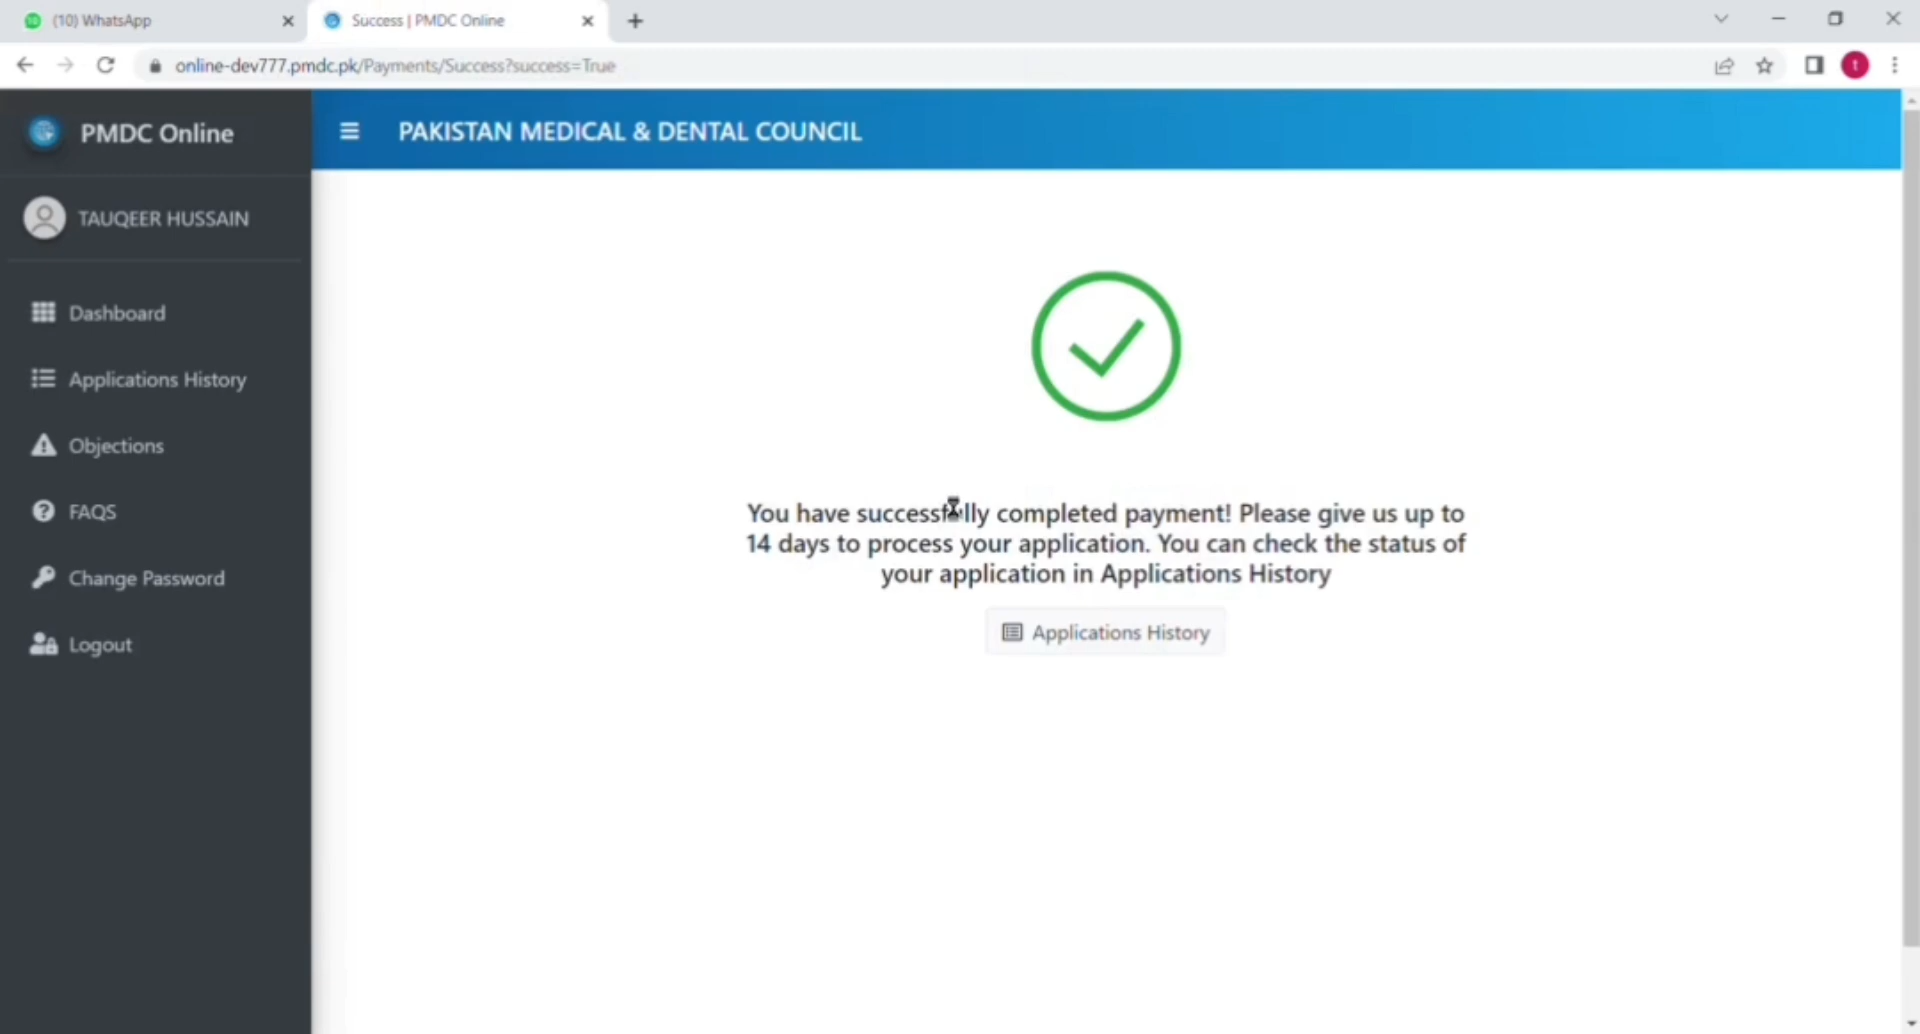 (10) WhatsApp
Success | PMDC Online
online-dev777.pmdc.pk/Payments/Success?success=True
t
PMDC Online
PAKISTAN MEDICAL & DENTAL COUNCIL
TAUQEER HUSSAIN
Dashboard
Applications History
Objections
FAQS
Change Password
Logout
You have successfully completed payment! Please give us up to
14 days to process your application. You can check the status of
your application in Applications History
Applications History